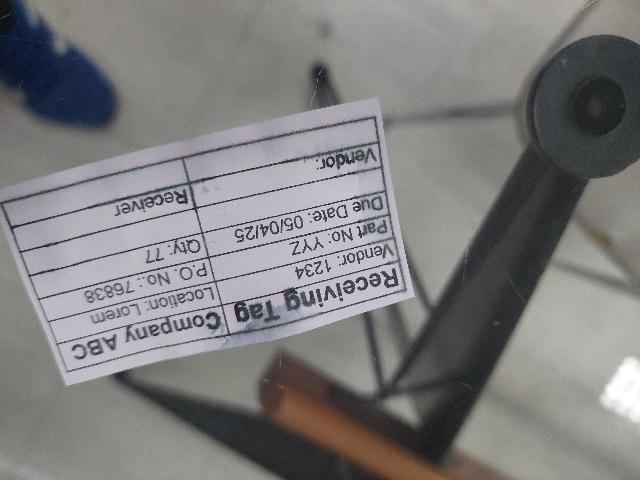 Receiving Tag Company ABC
Vendor: 1234 Location: Lorem
Part No: YYZ P.O. No.: 76838
Due Date: 05/04/25 Qty: 77
Vendor: Receiver